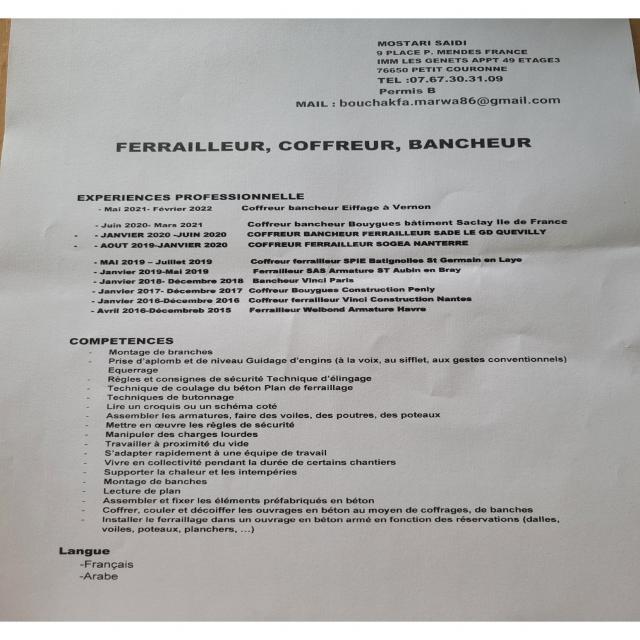 MOSTARI SAIDI
9 PLACE P. MENDES FRANCE
IMM LES GENETS APPT 49 ETAGE3
76650 PETIT COURONNE
TEL :07.67.30.31.09
Permis B
MAIL : bouchakfa.marwa86@gmail.com
FERRAILLEUR, COFFREUR, BANCHEUR
EXPERIENCES PROFESSIONNELLE
- Mai 2021- Février 2022 Coffreur bancheur Eiffage à Vernon
- Juin 2020- Mars 2021 Coffreur bancheur Bouygues bâtiment Saclay Ile de France
- - JANVIER 2020 -JUIN 2020 COFFREUR BANCHEUR FERRAILLEUR SADE LE GD QUEVILLY
- - AOUT 2019-JANVIER 2020 COFFREUR FERRAILLEUR SOGEA NANTERRE
- MAI 2019 – Juillet 2019 Coffreur ferrailleur SPIE Batignolles St Germain en Laye
- Janvier 2019-Mai 2019 Ferrailleur SAS Armature ST Aubin en Bray
- Janvier 2018- Décembre 2018 Bancheur Vinci Paris
- Janvier 2017- Décembre 2017 Coffreur Bouygues Construction Penly
- Janvier 2016-Décembre 2016 Coffreur ferrailleur Vinci Construction Nantes
- Avril 2016-Décembreb 2015 Ferrailleur Welbond Armature Havre
COMPETENCES
- Montage de branches
- Prise d'aplomb et de niveau Guidage d'engins (à la voix, au sifflet, aux gestes conventionnels)
Equerrage
- Règles et consignes de sécurité Technique d'élingage
- Technique de coulage du béton Plan de ferraillage
- Techniques de butonnage
- Lire un croquis ou un schéma coté
- Assembler les armatures, faire des voiles, des poutres, des poteaux
- Mettre en œuvre les règles de sécurité
- Manipuler des charges lourdes
- Travailler à proximité du vide
- S'adapter rapidement à une équipe de travail
- Vivre en collectivité pendant la durée de certains chantiers
- Supporter la chaleur et les intempéries
- Montage de banches
- Lecture de plan
- Assembler et fixer les éléments préfabriqués en béton
- Coffrer, couler et décoiffer les ouvrages en béton au moyen de coffrages, de banches
- Installer le ferraillage dans un ouvrage en béton armé en fonction des réservations (dalles,
voiles, poteaux, planchers, ...)
Langue
-Français
-Arabe